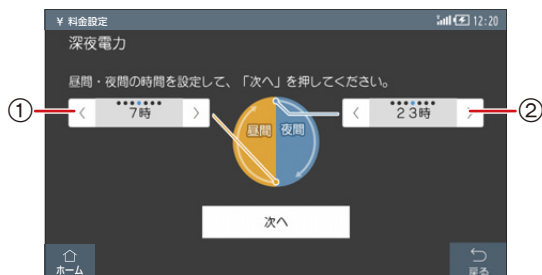 ¥ 料金設定 12:20
深夜電力
昼間・夜間の時間を設定して、「次へ」を押してください。
① < 7時 > < 23時 > ②
昼間 夜間
次へ
ホーム 戻る